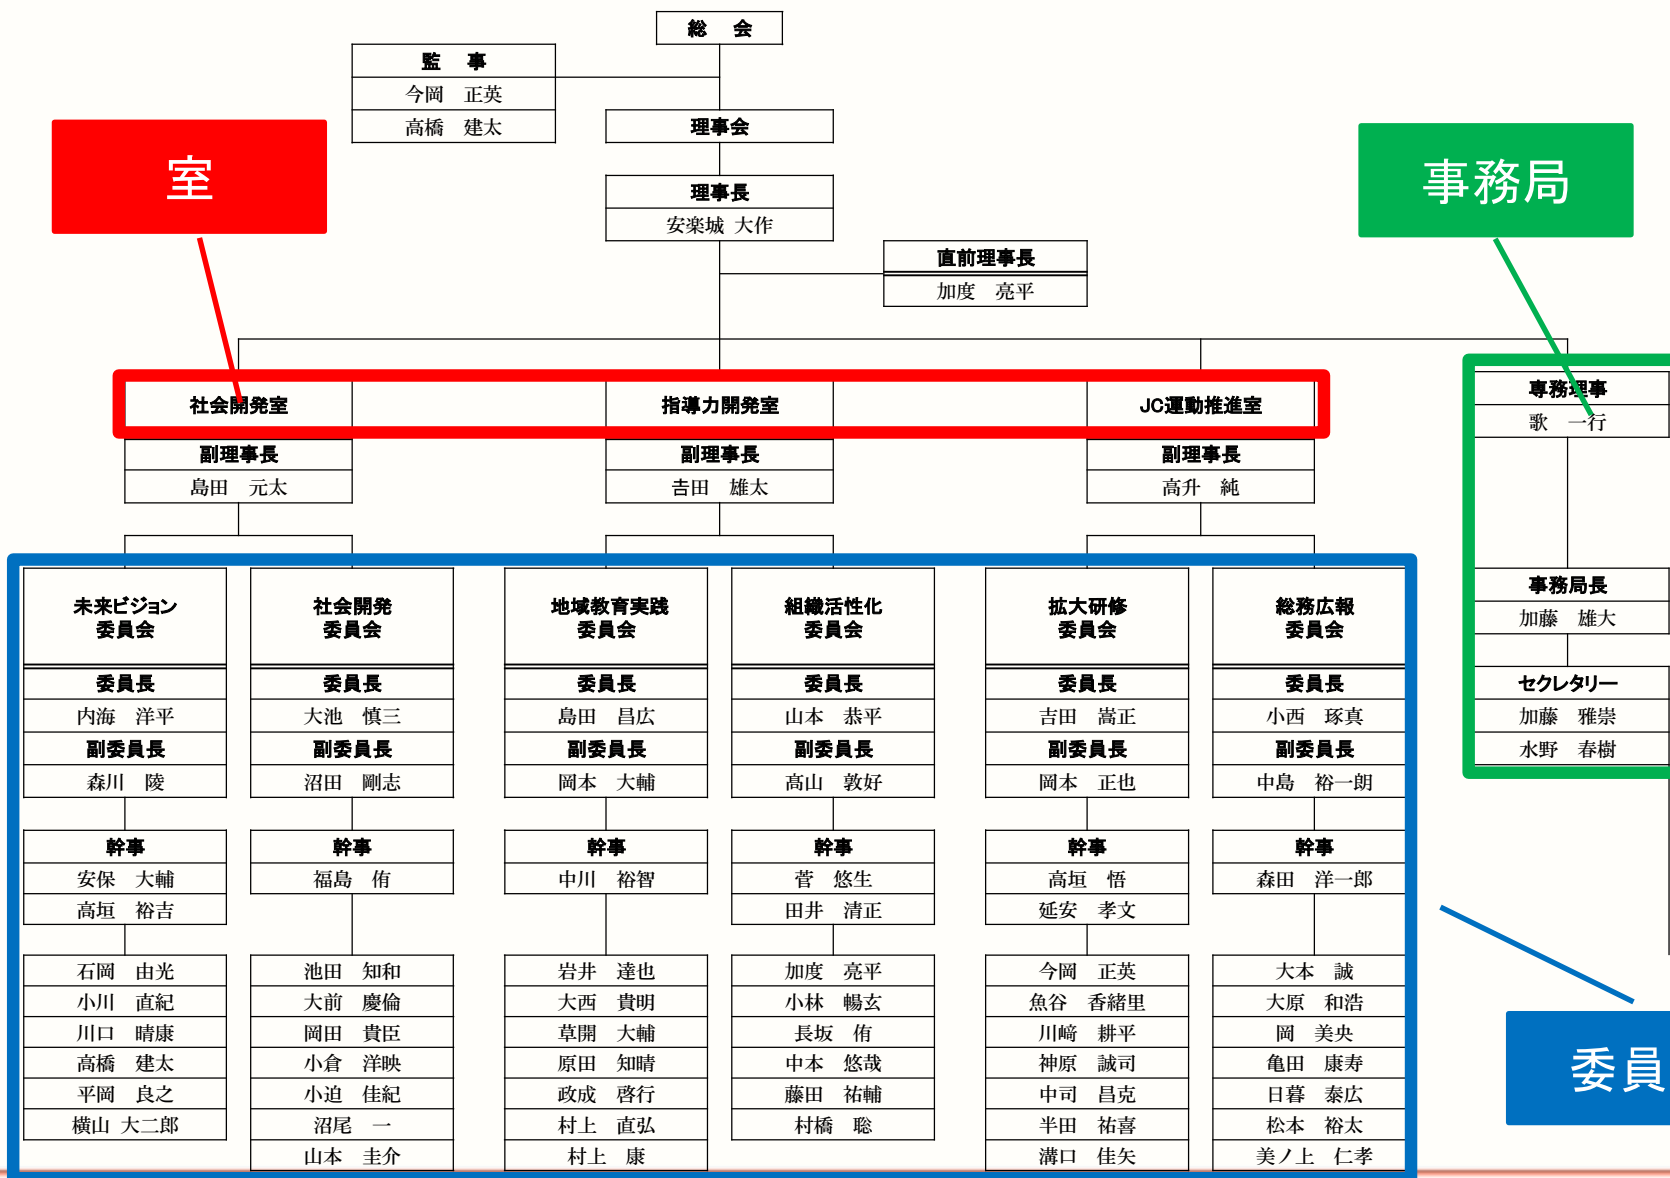 総　会
監　事
今岡　正英
高橋　建太
理事会
室
事務局
理事長
安楽城 大作
直前理事長
加度　亮平
社会開発室
指導力開発室
JC運動推進室
専務理事
歌　一行
副理事長
島田　元太
副理事長
吉田　雄太
副理事長
高升　純
未来ビジョン
委員会
委員長
内海　洋平
副委員長
森川　陵
幹事
安保　大輔
高垣　裕吉
石岡　由光
小川　直紀
川口　晴康
高橋　建太
平岡　良之
横山 大二郎
社会開発
委員会
委員長
大池　慎三
副委員長
沼田　剛志
幹事
福島　侑
池田　知和
大前　慶倫
岡田　貴臣
小倉　洋映
小迫　佳紀
沼尾　一
山本　圭介
地域教育実践
委員会
委員長
島田　昌広
副委員長
岡本　大輔
幹事
中川　裕智
岩井　達也
大西　貴明
草開　大輔
原田　知晴
政成　啓行
村上　直弘
村上　康
組織活性化
委員会
委員長
山本　恭平
副委員長
高山　敦好
幹事
菅　悠生
田井　清正
加度　亮平
小林　暢玄
長坂　侑
中本　悠哉
藤田　祐輔
村橋　聡
拡大研修
委員会
委員長
吉田　嵩正
副委員長
岡本　正也
幹事
高垣　悟
延安　孝文
今岡　正英
魚谷　香緒里
川﨑　耕平
神原　誠司
中司　昌克
半田　祐喜
溝口　佳矢
総務広報
委員会
委員長
小西　琢真
副委員長
中島　裕一朗
幹事
森田　洋一郎
大本　誠
大原　和浩
岡　美央
亀田　康寿
日暮　泰広
松本　裕太
美ノ上　仁孝
事務局長
加藤　雄大
セクレタリー
加藤　雅崇
水野　春樹
委員